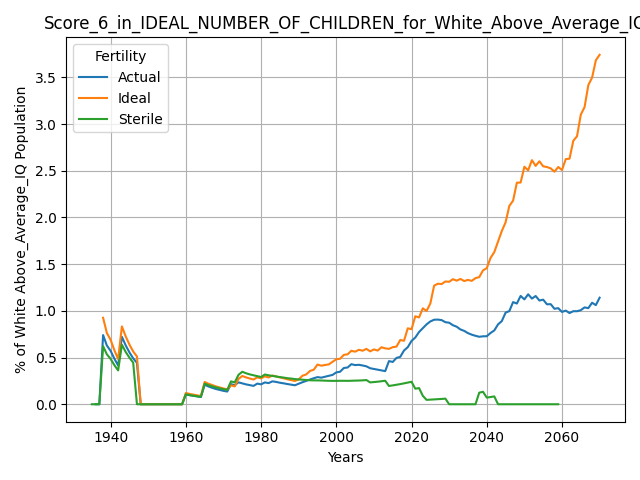 Score_6_in_IDEAL_NUMBER_OF_CHILDREN_for_White_Above_Average_IQ
Fertility
Actual
Ideal
Sterile
% of White Above_Average_IQ Population
3.5
3.0
2.5
2.0
1.5
1.0
0.5
0.0
1940 1960 1980 2000 2020 2040 2060
Years